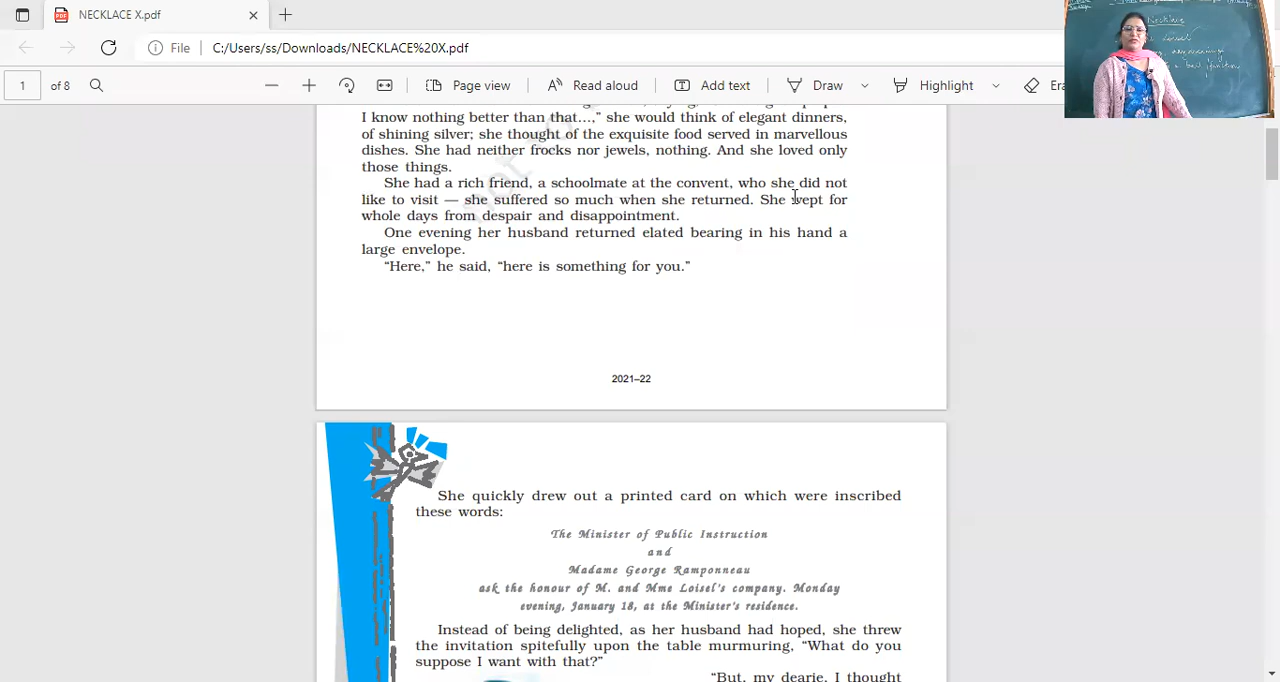 NECKLACE X.pdf
File
C:/Users/ss/Downloads/NECKLACE%20X.pdf
1 of 8
Page view
Read aloud
Add text
Draw
Highlight
Necklace
I know nothing better than that...," she would think of elegant dinners,
of shining silver; she thought of the exquisite food served in marvellous
dishes. She had neither frocks nor jewels, nothing. And she loved only
those things.
She had a rich friend, a schoolmate at the convent, who she did not
like to visit — she suffered so much when she returned. She wept for
whole days from despair and disappointment.
One evening her husband returned elated bearing in his hand a
large envelope.
"Here," he said, "here is something for you."
2021–22
She quickly drew out a printed card on which were inscribed
these words:
The Minister of Public Instruction
and
Madame George Ramponneau
ask the honour of M. and Mme Loisel's company. Monday
evening, January 18, at the Minister's residence.
Instead of being delighted, as her husband had hoped, she threw
the invitation spitefully upon the table murmuring, "What do you
suppose I want with that?"
"But, my dearie, I thought